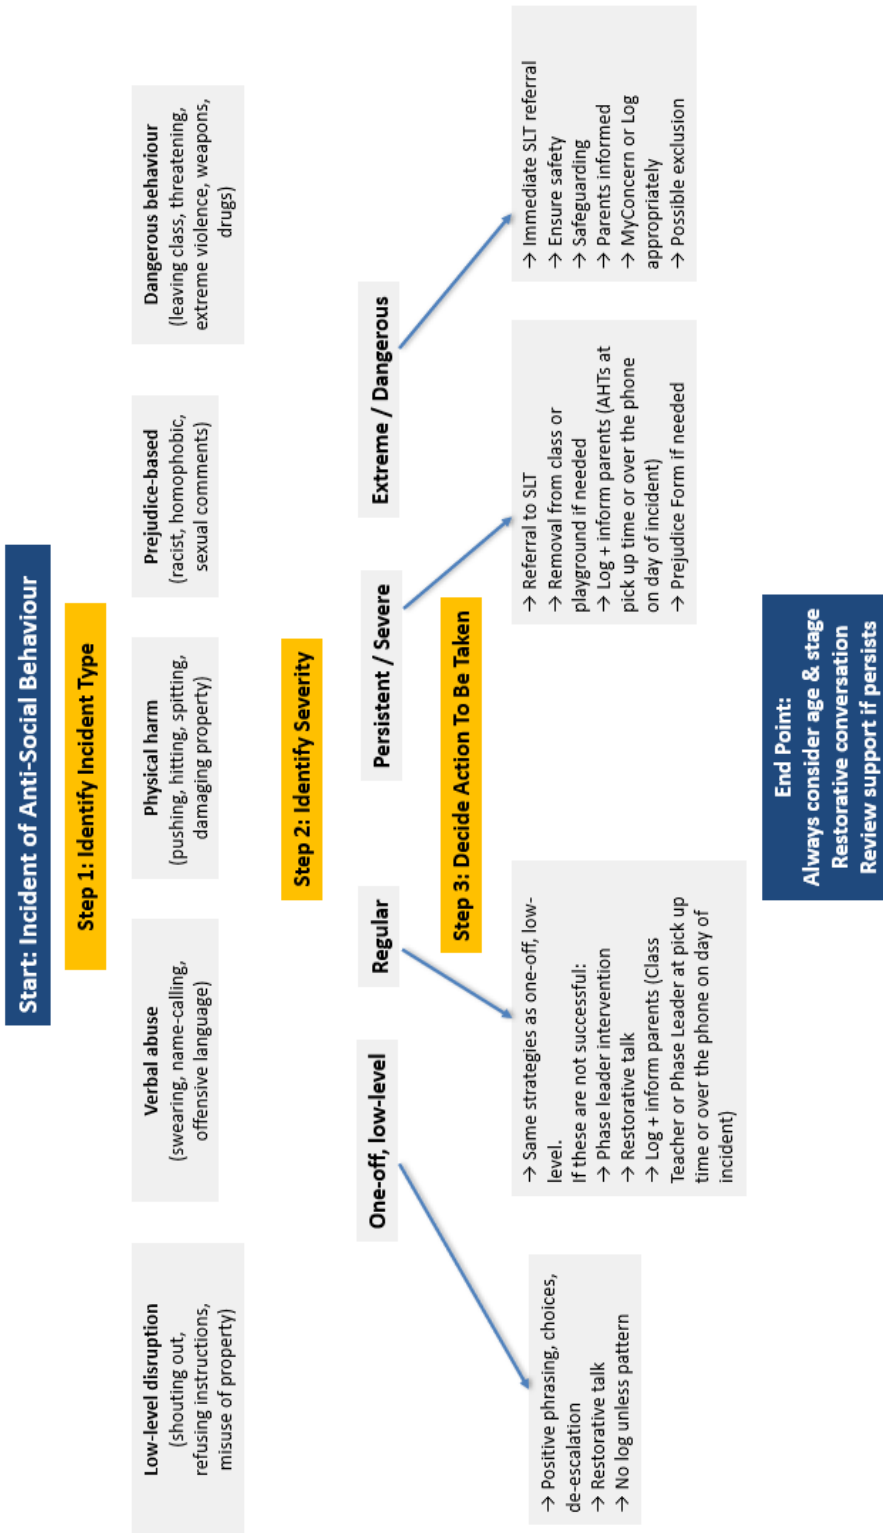 Start: Incident of Anti-Social Behaviour
Step 1: Identify Incident Type
Low-level disruption
(shouting out,
refusing instructions,
misuse of property)
Verbal abuse
(swearing, name-calling,
offensive language)
Physical harm
(pushing, hitting, spitting,
damaging property)
Prejudice-based
(racist, homophobic,
sexual comments)
Dangerous behaviour
(leaving class, threatening,
extreme violence, weapons,
drugs)
Step 2: Identify Severity
One-off, low-level
Regular
Persistent / Severe
Extreme / Dangerous
Step 3: Decide Action To Be Taken
→ Positive phrasing, choices,
de-escalation
→ Restorative talk
→ No log unless pattern
→ Same strategies as one-off, low-
level.
If these are not successful:
→ Phase leader intervention
→ Restorative talk
→ Log + inform parents (Class
Teacher or Phase Leader at pick up
time or over the phone on day of
incident)
→ Referral to SLT
→ Removal from class or
playground if needed
→ Log + inform parents (AHTs at
pick up time or over the phone
on day of incident)
→ Prejudice Form if needed
→ Immediate SLT referral
→ Ensure safety
→ Safeguarding
→ Parents informed
→ MyConcern or Log
appropriately
→ Possible exclusion
End Point:
Always consider age & stage
Restorative conversation
Review support if persists